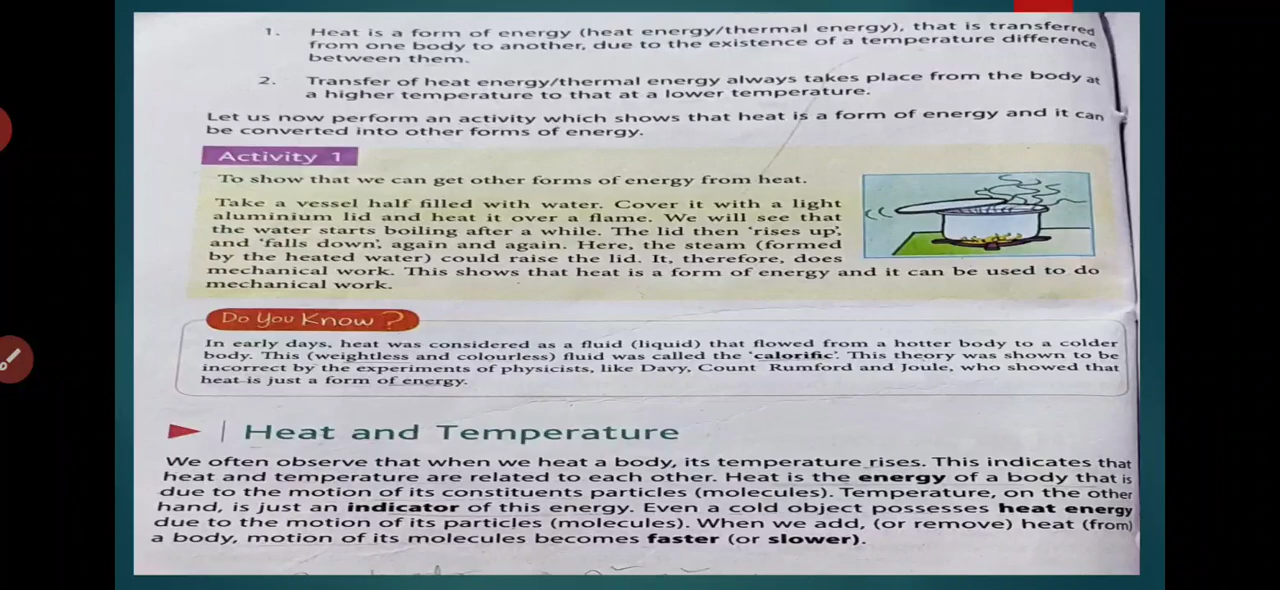 1. Heat is a form of energy (heat energy/thermal energy), that is transferred
from one body to another, due to the existence of a temperature difference
between them.
2. Transfer of heat energy/thermal energy always takes place from the body at
a higher temperature to that at a lower temperature.
Let us now perform an activity which shows that heat is a form of energy and it can
be converted into other forms of energy.
Activity 1
To show that we can get other forms of energy from heat.
Take a vessel half filled with water. Cover it with a light
aluminium lid and heat it over a flame. We will see that
the water starts boiling after a while. The lid then 'rises up',
and 'falls down', again and again. Here, the steam (formed
by the heated water) could raise the lid. It, therefore, does
mechanical work. This shows that heat is a form of energy and it can be used to do
mechanical work.
Do You Know ?
In early days, heat was considered as a fluid (liquid) that flowed from a hotter body to a colder
body. This (weightless and colourless) fluid was called the 'calorific'. This theory was shown to be
incorrect by the experiments of physicists, like Davy, Count Rumford and Joule, who showed that
heat is just a form of energy.
Heat and Temperature
We often observe that when we heat a body, its temperature rises. This indicates that
heat and temperature are related to each other. Heat is the energy of a body that is
due to the motion of its constituents particles (molecules). Temperature, on the other
hand, is just an indicator of this energy. Even a cold object possesses heat energy
due to the motion of its particles (molecules). When we add, (or remove) heat (from)
a body, motion of its molecules becomes faster (or slower).